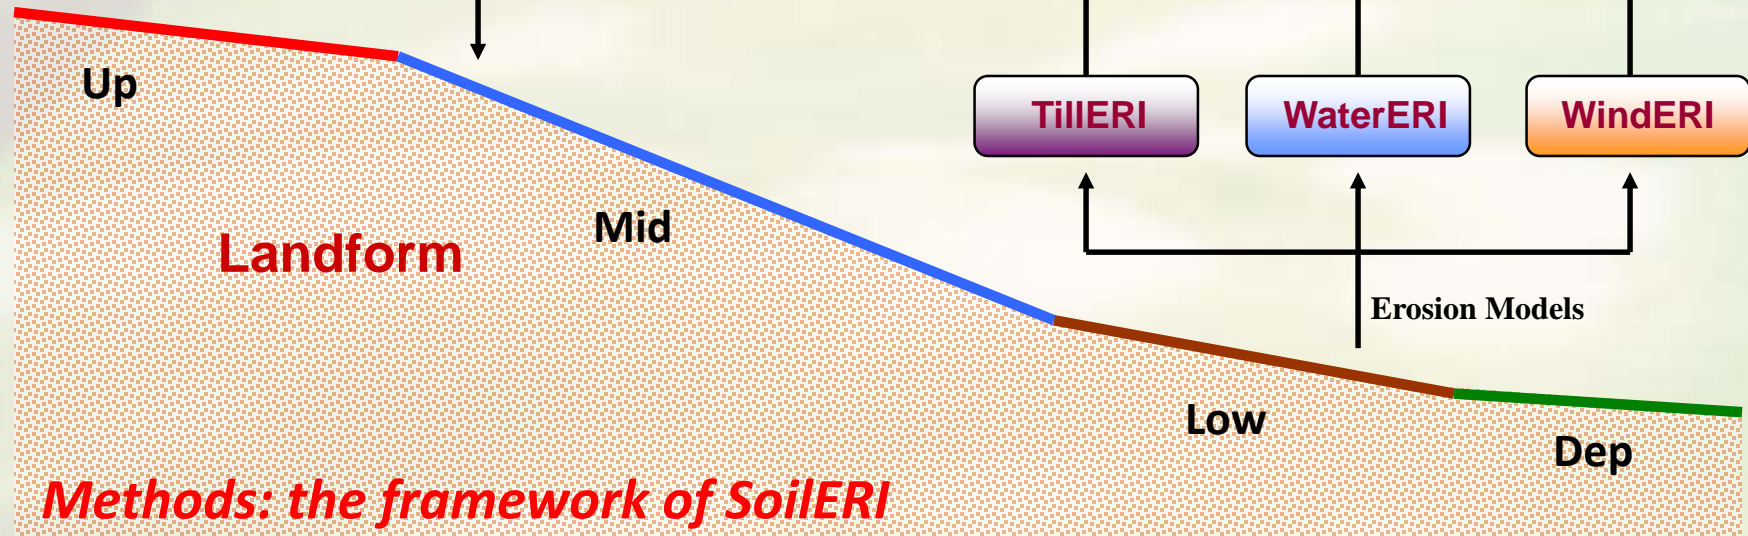 Up
TillERI
WaterERI
WindERI
Mid
Landform
Erosion Models
Low
Dep
Methods: the framework of SoilERI